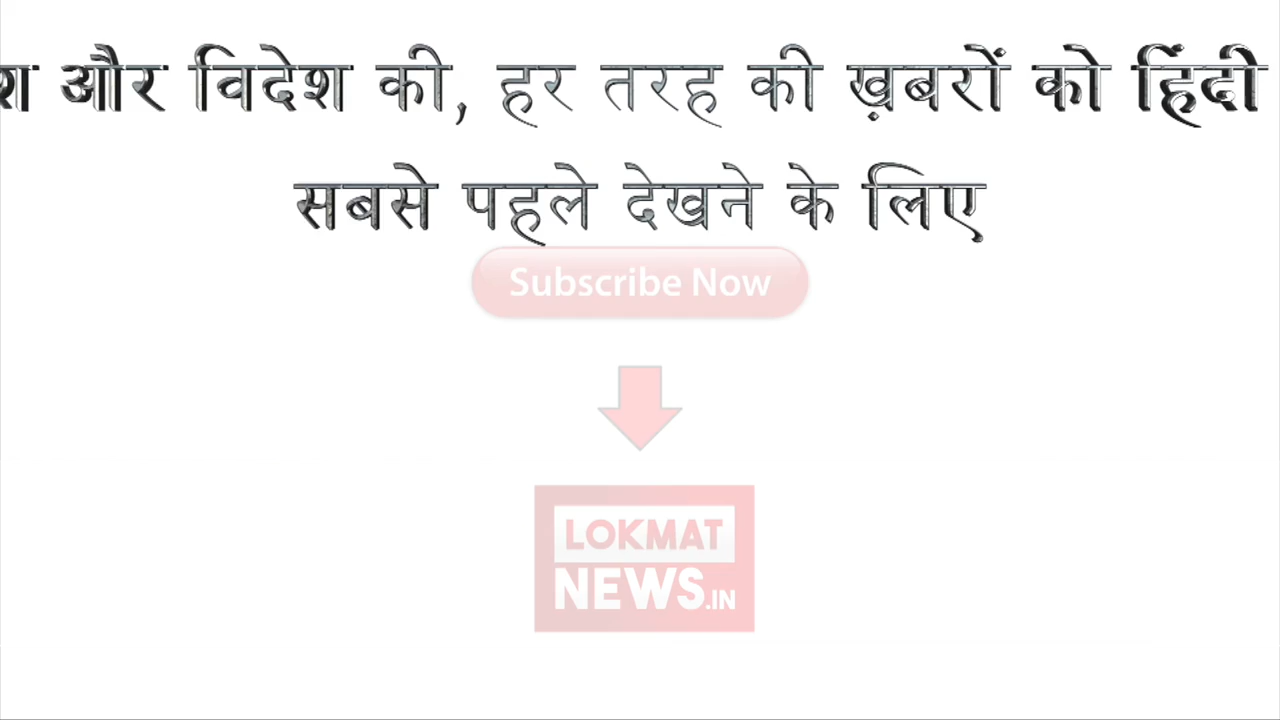 और विदेश की, हर तरह की ख़बरों को हिंदी
सबसे पहले देखने के लिए
Subscribe Now
LOKMAT
NEWS.IN